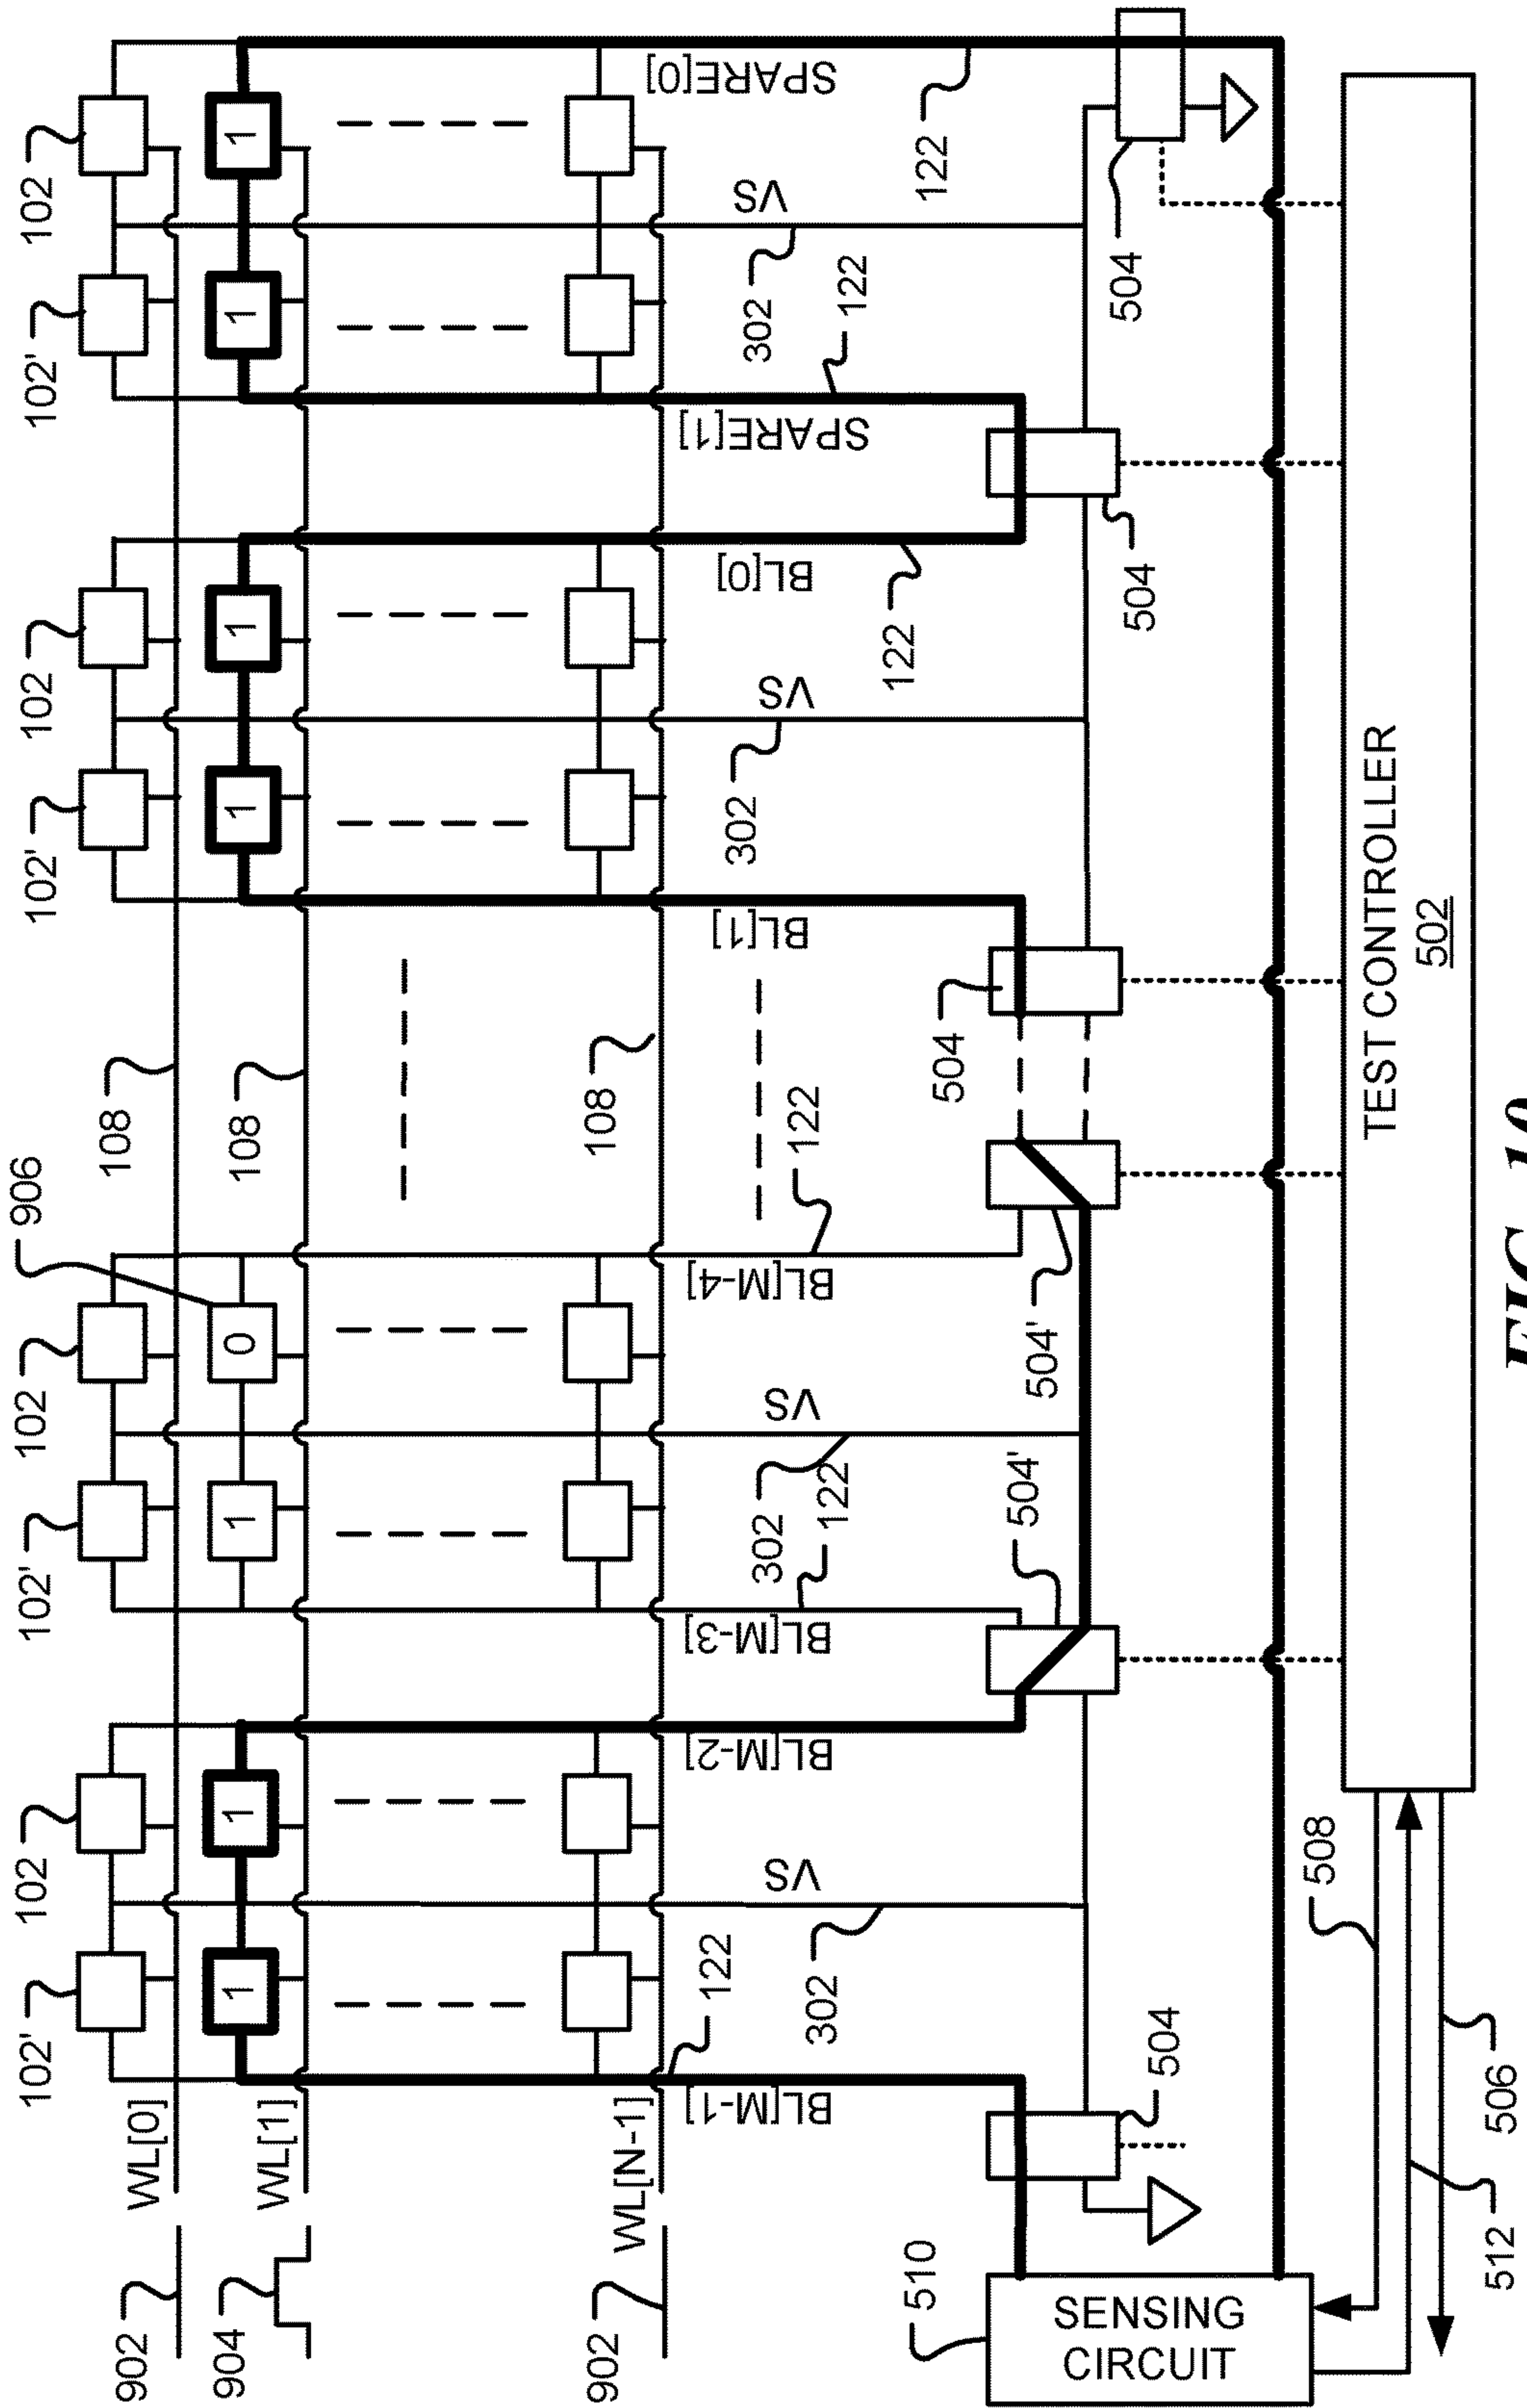 906
102'
102
102'
102
102'
102
102'
102
902
WL[0]
108
904
WL[1]
1
1
1
0
108
1
1
1
1
902
WL[N-1]
108
BL[M-1]
122
VS
BL[M-2]
BL[M-3]
122
VS
BL[M-4]
122
BL[1]
VS
BL[0]
122
SPARE[1]
122
VS
SPARE[0]
122
302
302
302
302
510
504
504'
504'
504
504
504
SENSING
CIRCUIT
508
512
506
TEST CONTROLLER
502
FIG. 10